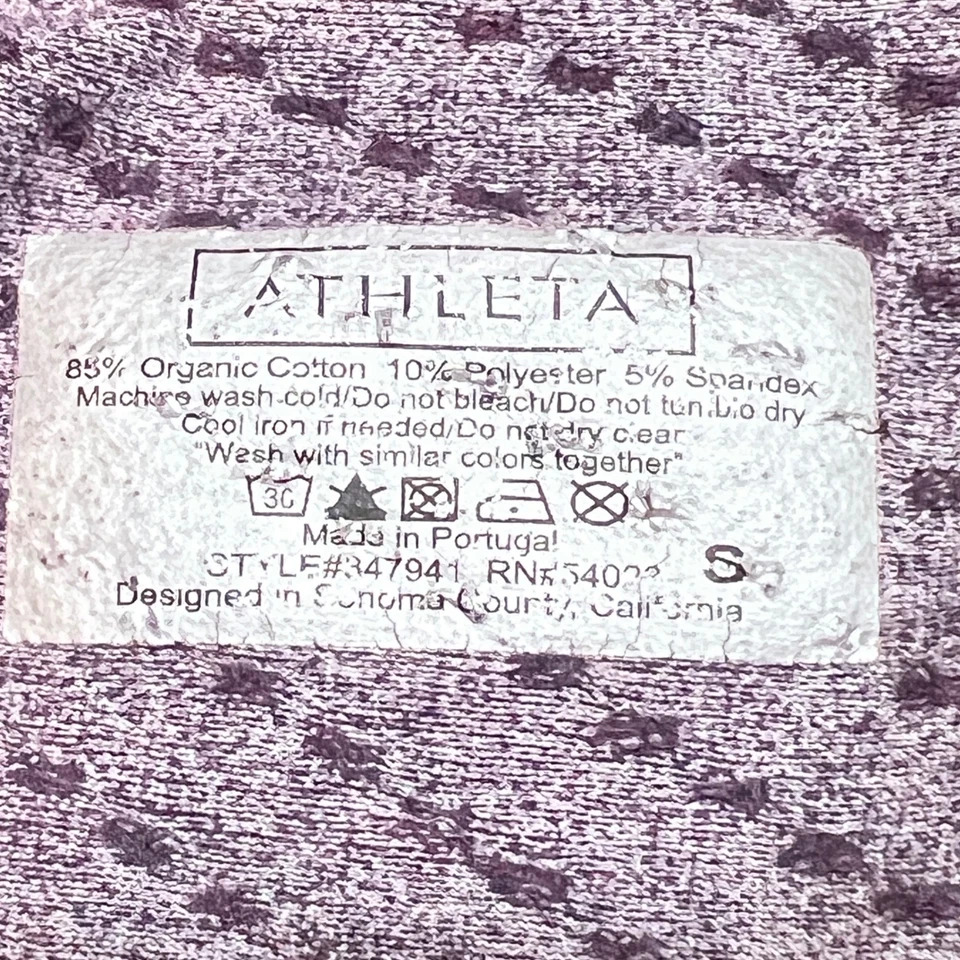 ATHLETA
85% Organic Cotton 10% Polyester 5% Spandex
Machine wash cold/Do not bleach/Do not tumble dry
Cool iron if needed/Do not dry clean
"Wash with similar colors together"
30
Made in Portugal
STYLE#347941 S
Designed in Sonoma County, California